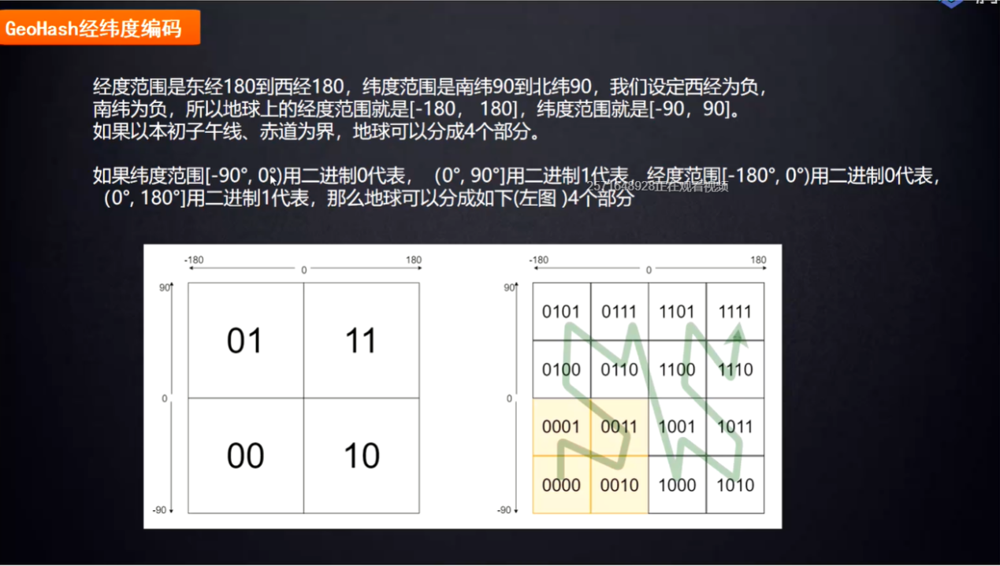 GeoHash经纬度编码
经度范围是东经180到西经180，纬度范围是南纬90到北纬90，我们设定西经为负，
南纬为负，所以地球上的经度范围就是[-180， 180]，纬度范围就是[-90，90]。
如果以本初子午线、赤道为界，地球可以分成4个部分。
如果纬度范围[-90°, 0°)用二进制0代表，（0°, 90°]用二进制1代表，经度范围[-180°, 0°)用二进制0代表，
（0°, 180°]用二进制1代表，那么地球可以分成如下(左图 )4个部分
2571648928正在观看视频
-180 0 180
90
01 11
0
00 10
-90
-180 0 180
90
0101 0111 1101 1111
0100 0110 1100 1110
0
0001 0011 1001 1011
0000 0010 1000 1010
-90